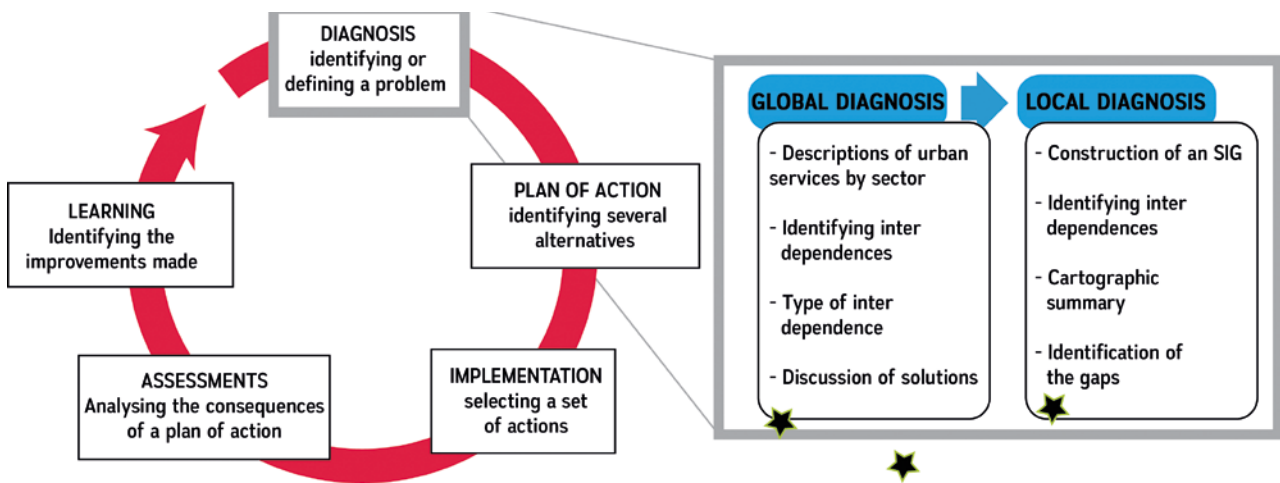 DIAGNOSIS
identifying or
defining a problem
PLAN OF ACTION
identifying several
alternatives
IMPLEMENTATION
selecting a set
of actions
ASSESSMENTS
Analysing the consequences
of a plan of action
LEARNING
Identifying the
improvements made
GLOBAL DIAGNOSIS
- Descriptions of urban
services by sector
- Identifying inter
dependences
- Type of inter
dependence
- Discussion of solutions
LOCAL DIAGNOSIS
- Construction of an SIG
- Identifying inter
dependences
- Cartographic
summary
- Identification of
the gaps